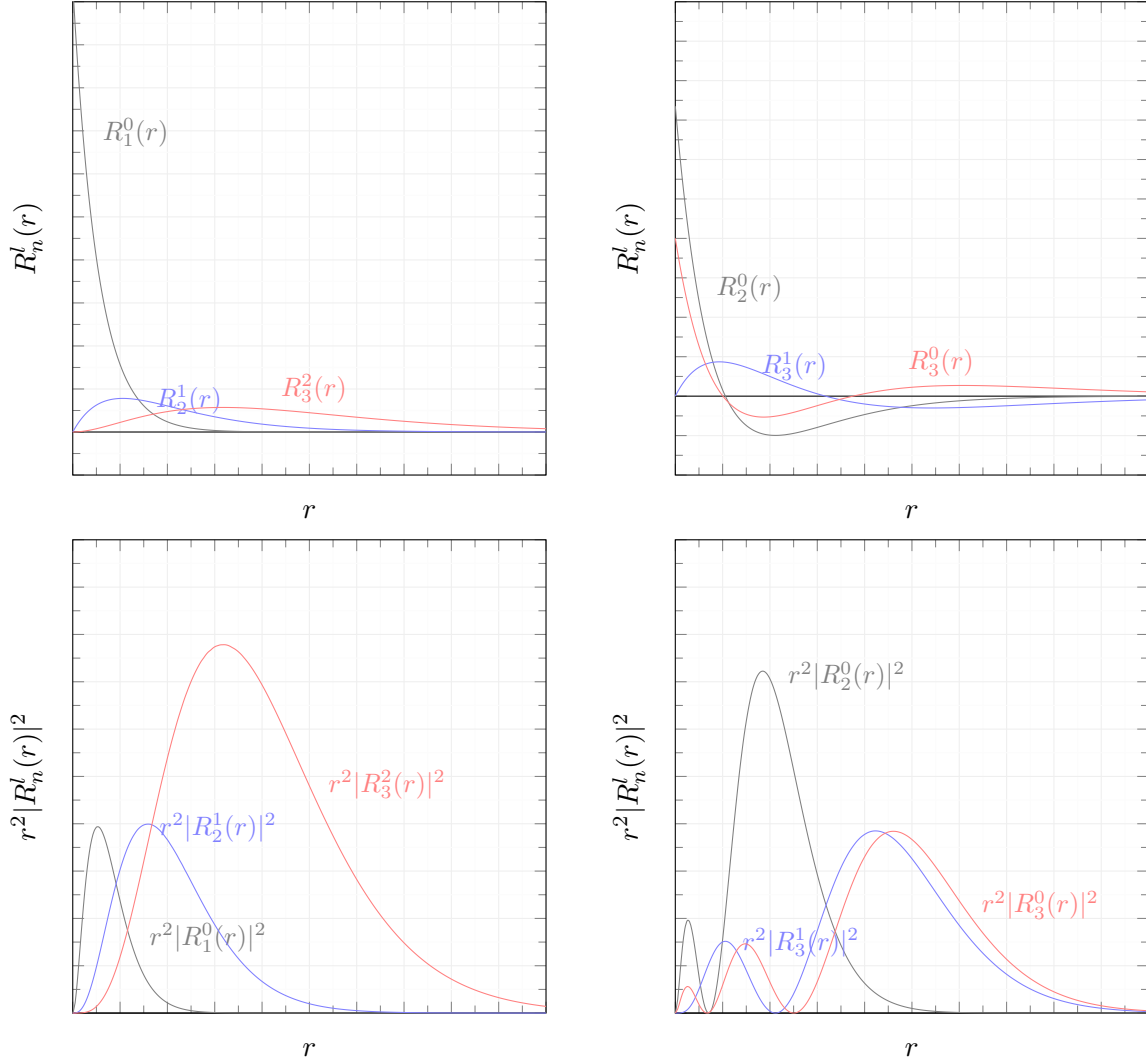 R_1^0(r)
R_2^1(r)
R_3^2(r)
R_n^l(r)
r
R_2^0(r)
R_3^1(r)
R_3^0(r)
R_n^l(r)
r
r^2|R_3^2(r)|^2
r^2|R_2^1(r)|^2
r^2|R_1^0(r)|^2
r^2|R_n^l(r)|^2
r
r^2|R_2^0(r)|^2
r^2|R_3^0(r)|^2
r^2|R_3^1(r)|^2
r^2|R_n^l(r)|^2
r